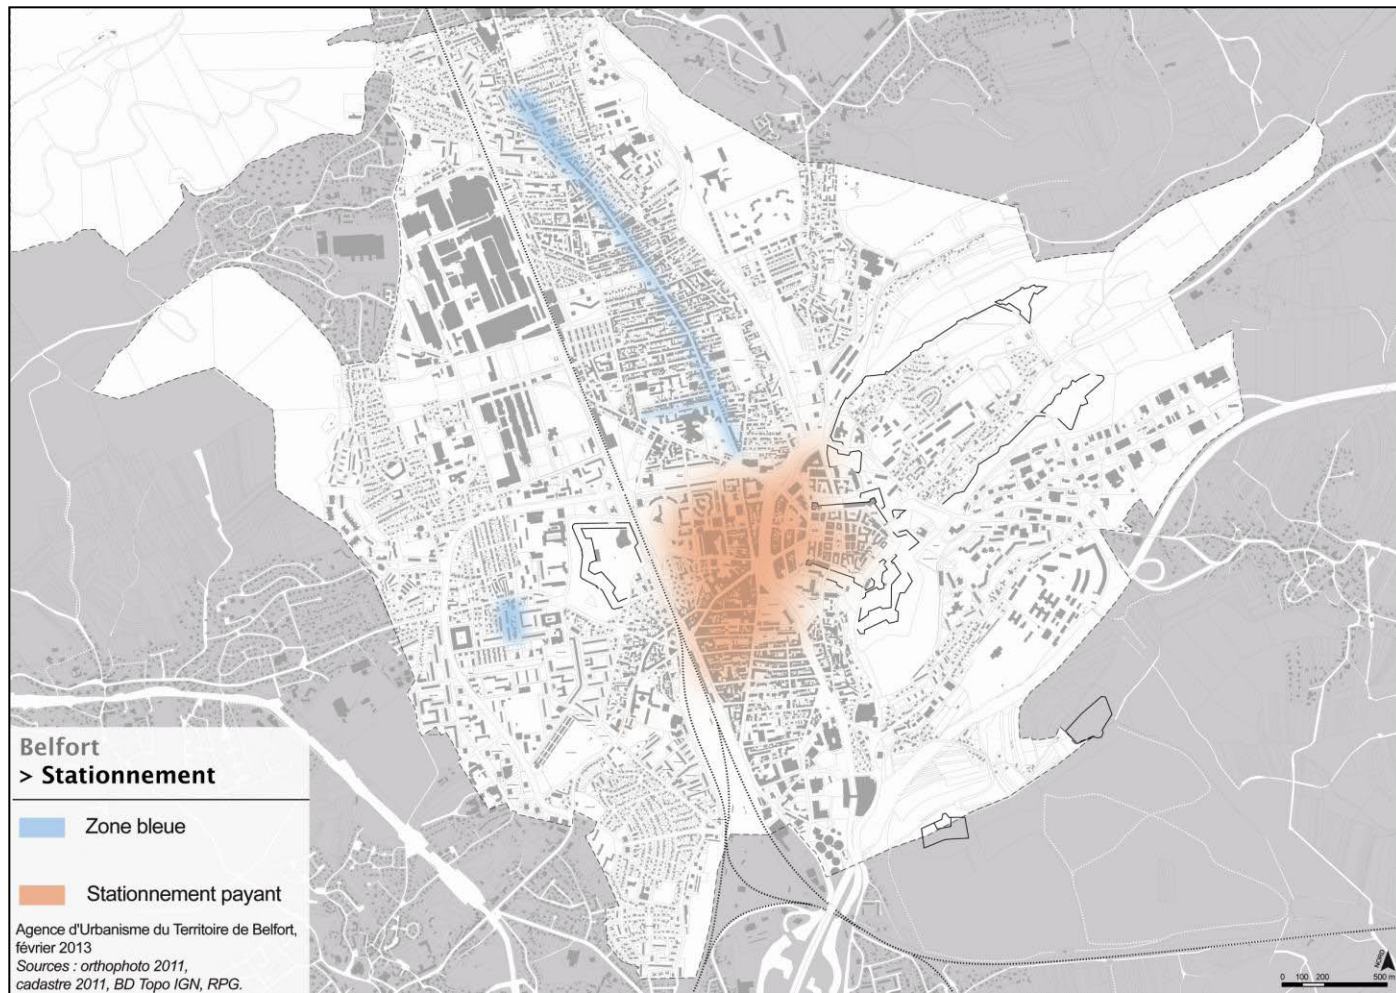 Belfort
> Stationnement
Zone bleue
Stationnement payant
Agence d'Urbanisme du Territoire de Belfort,
février 2013
Sources : orthophoto 2011,
cadastre 2011, BD Topo IGN, RPG.
NORD
0 100 200 500 m